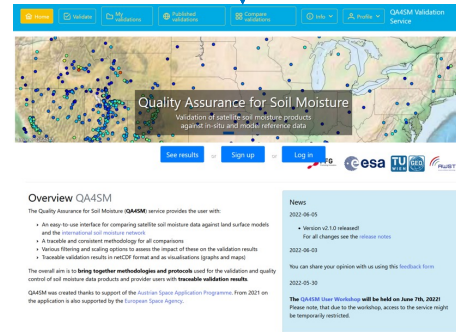 Home
Validate
My validations
Published validations
Compare validations
Info
Profile
QA4SM Validation Service
Quality Assurance for Soil Moisture
Validation of satellite soil moisture products
against in-situ and model reference data
See results
or
Sign up
or
Log in
FFG
esa
TU
WIEN
GEO
Overview QA4SM
The Quality Assurance for Soil Moisture (QA4SM) service provides the user with:
• An easy-to-use interface for comparing satellite soil moisture data against land surface models
and the international soil moisture network
• A traceable and consistent methodology for all comparisons
• Various filtering and scaling options to assess the impact of these on the validation results
• Traceable validation results in netCDF format and as visualisations (graphs and maps)
The overall aim is to bring together methodologies and protocols used for the validation and quality
control of soil moisture data products and provider users with traceable validation results.
QA4SM was created thanks to support of the Austrian Space Application Programme. From 2021 on
the application is also supported by the European Space Agency.
News
2022-06-05
• Version v2.1.0 released!
For all changes see the release notes
2022-06-03
You can share your opinion with us using this feedback form
2022-05-30
The QA4SM User Workshop will be held on June 7th, 2022!
Please note, that due to the workshop, access to the service might
be temporarily restricted.